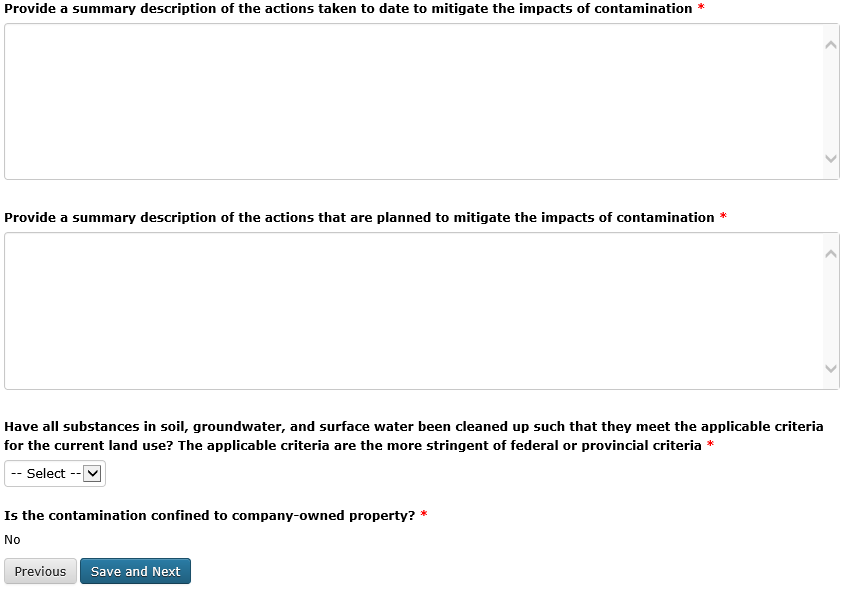 Provide a summary description of the actions taken to date to mitigate the impacts of contamination *
Provide a summary description of the actions that are planned to mitigate the impacts of contamination *
Have all substances in soil, groundwater, and surface water been cleaned up such that they meet the applicable criteria
for the current land use? The applicable criteria are the more stringent of federal or provincial criteria *
-- Select --
Is the contamination confined to company-owned property? *
No
Previous Save and Next